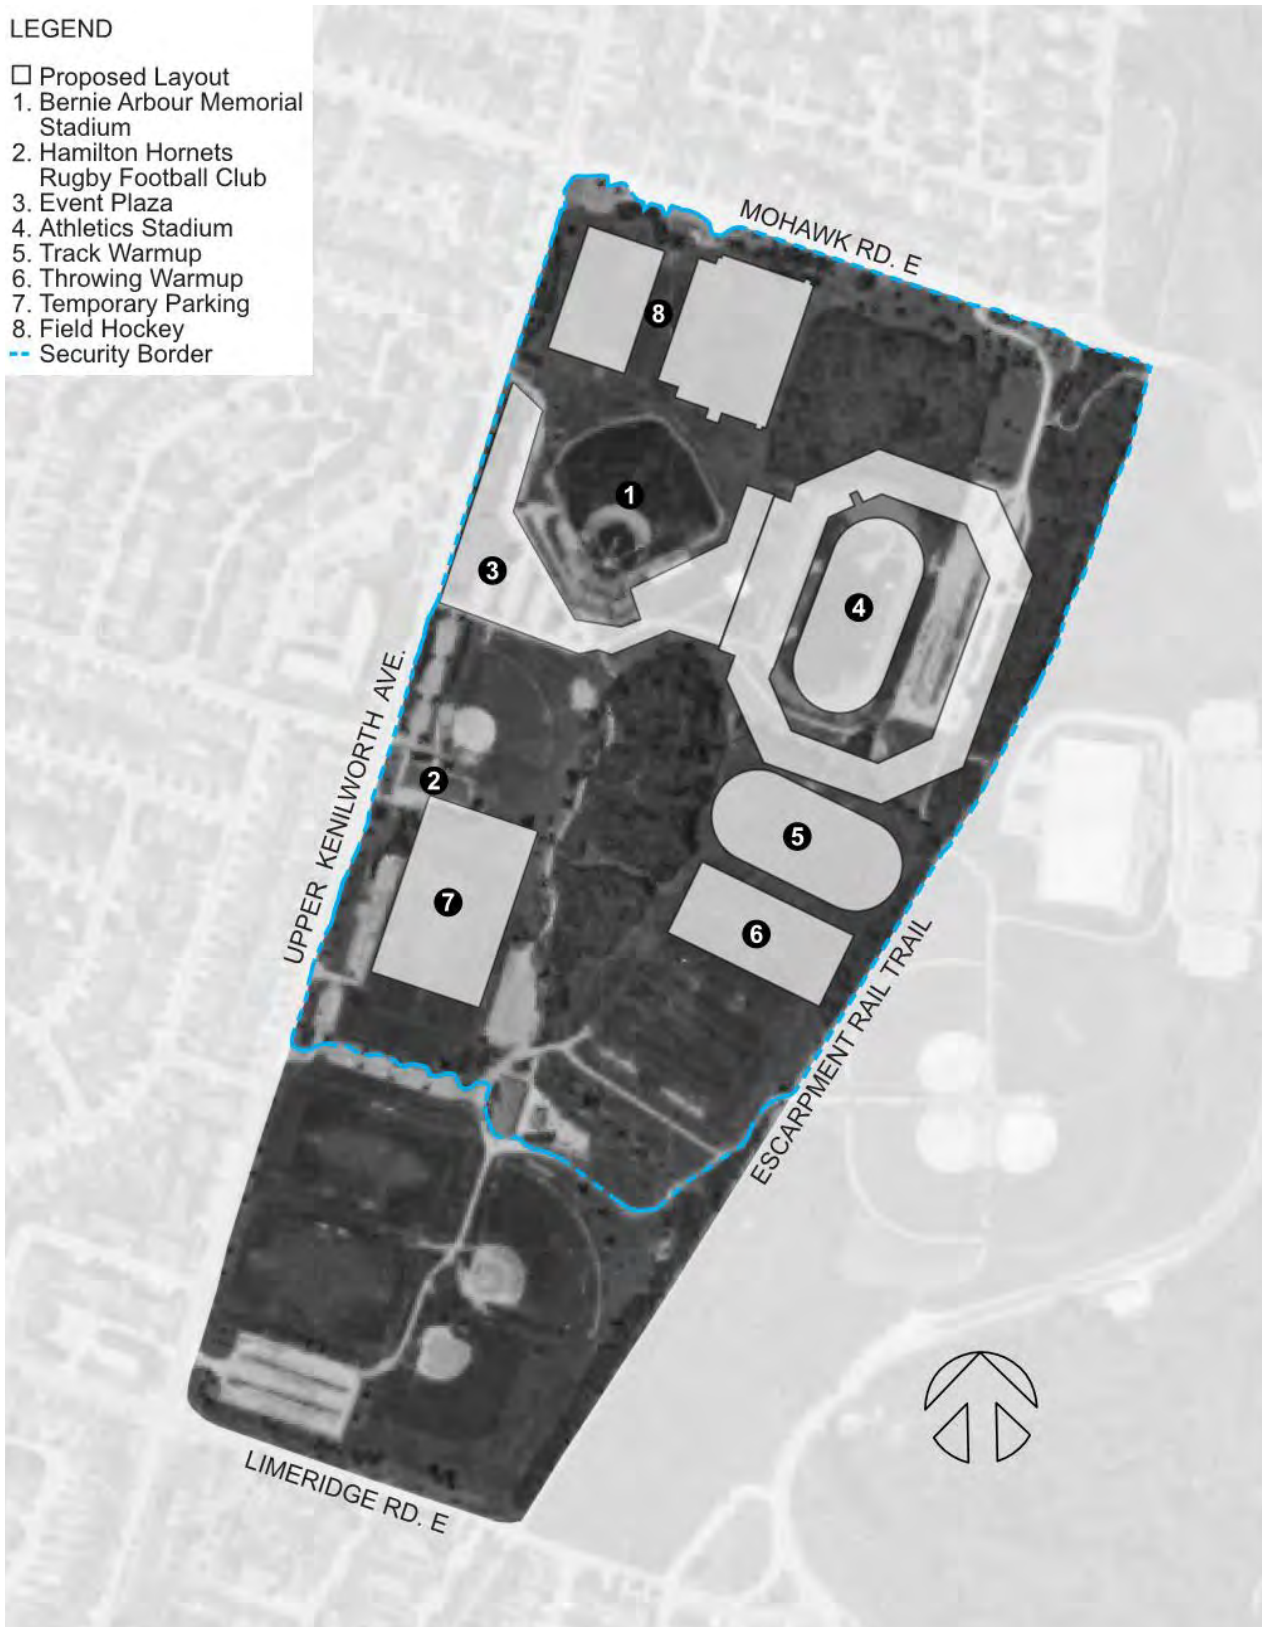 LEGEND
Proposed Layout
1. Bernie Arbour Memorial
Stadium
2. Hamilton Hornets
Rugby Football Club
3. Event Plaza
4. Athletics Stadium
5. Track Warmup
6. Throwing Warmup
7. Temporary Parking
8. Field Hockey
Security Border
MOHAWK RD. E
8
1
3
4
UPPER KENILWORTH AVE.
2
5
7
6
ESCARPMENT RAIL TRAIL
LIMERIDGE RD. E